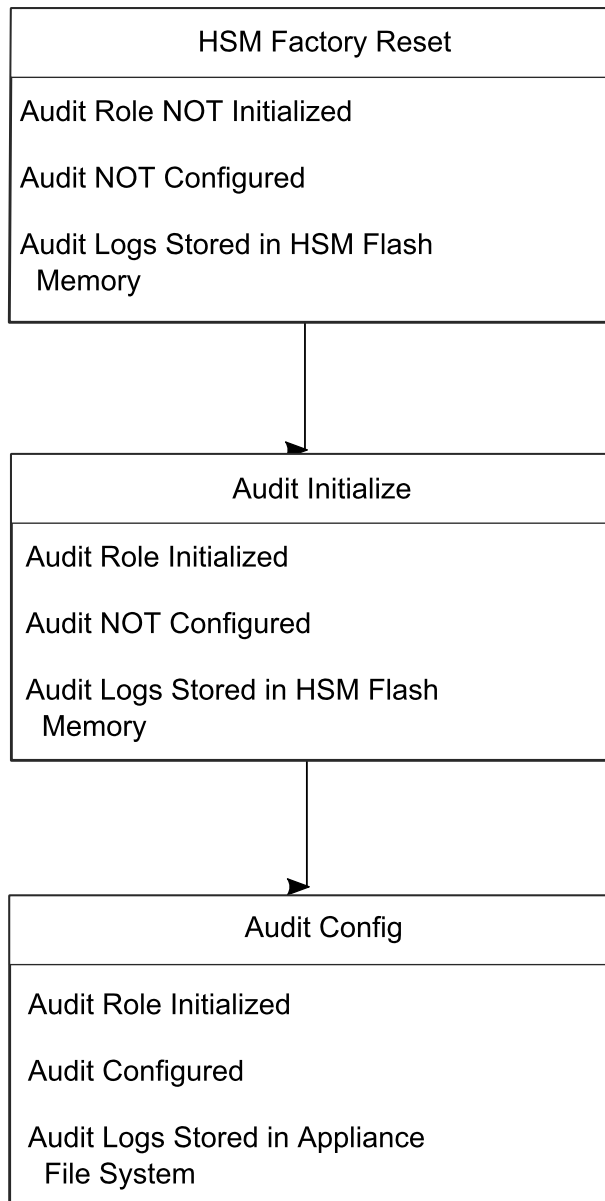 HSM Factory Reset
Audit Role NOT Initialized
Audit NOT Configured
Audit Logs Stored in HSM Flash
Memory
Audit Initialize
Audit Role Initialized
Audit NOT Configured
Audit Logs Stored in HSM Flash
Memory
Audit Config
Audit Role Initialized
Audit Configured
Audit Logs Stored in Appliance
File System